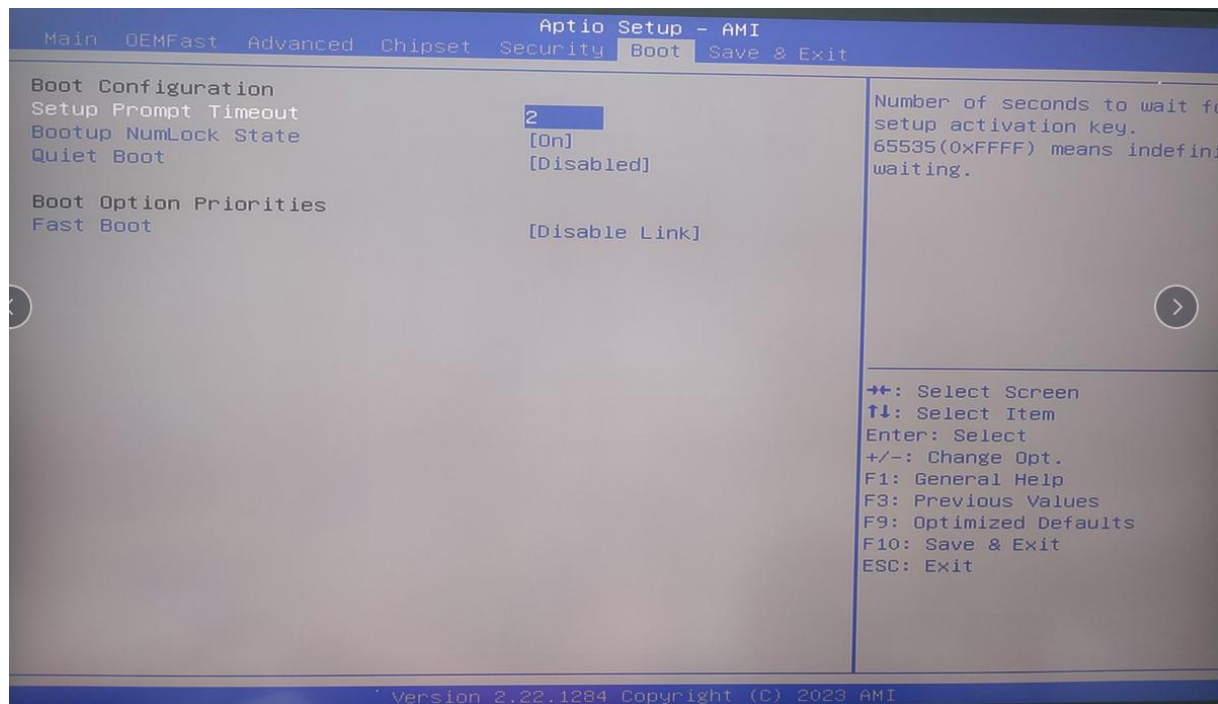 Aptio Setup - AMI
Main OEMFast Advanced Chipset Security Boot Save & Exit
Boot Configuration
Setup Prompt Timeout 2
Bootup NumLock State [On]
Quiet Boot [Disabled]
Boot Option Priorities
Fast Boot [Disable Link]
Number of seconds to wait fo
setup activation key.
65535(0xFFFF) means indefini
waiting.
→←: Select Screen
↑↓: Select Item
Enter: Select
+/-: Change Opt.
F1: General Help
F3: Previous Values
F9: Optimized Defaults
F10: Save & Exit
ESC: Exit
Version 2.22.1284 Copyright (C) 2023 AMI